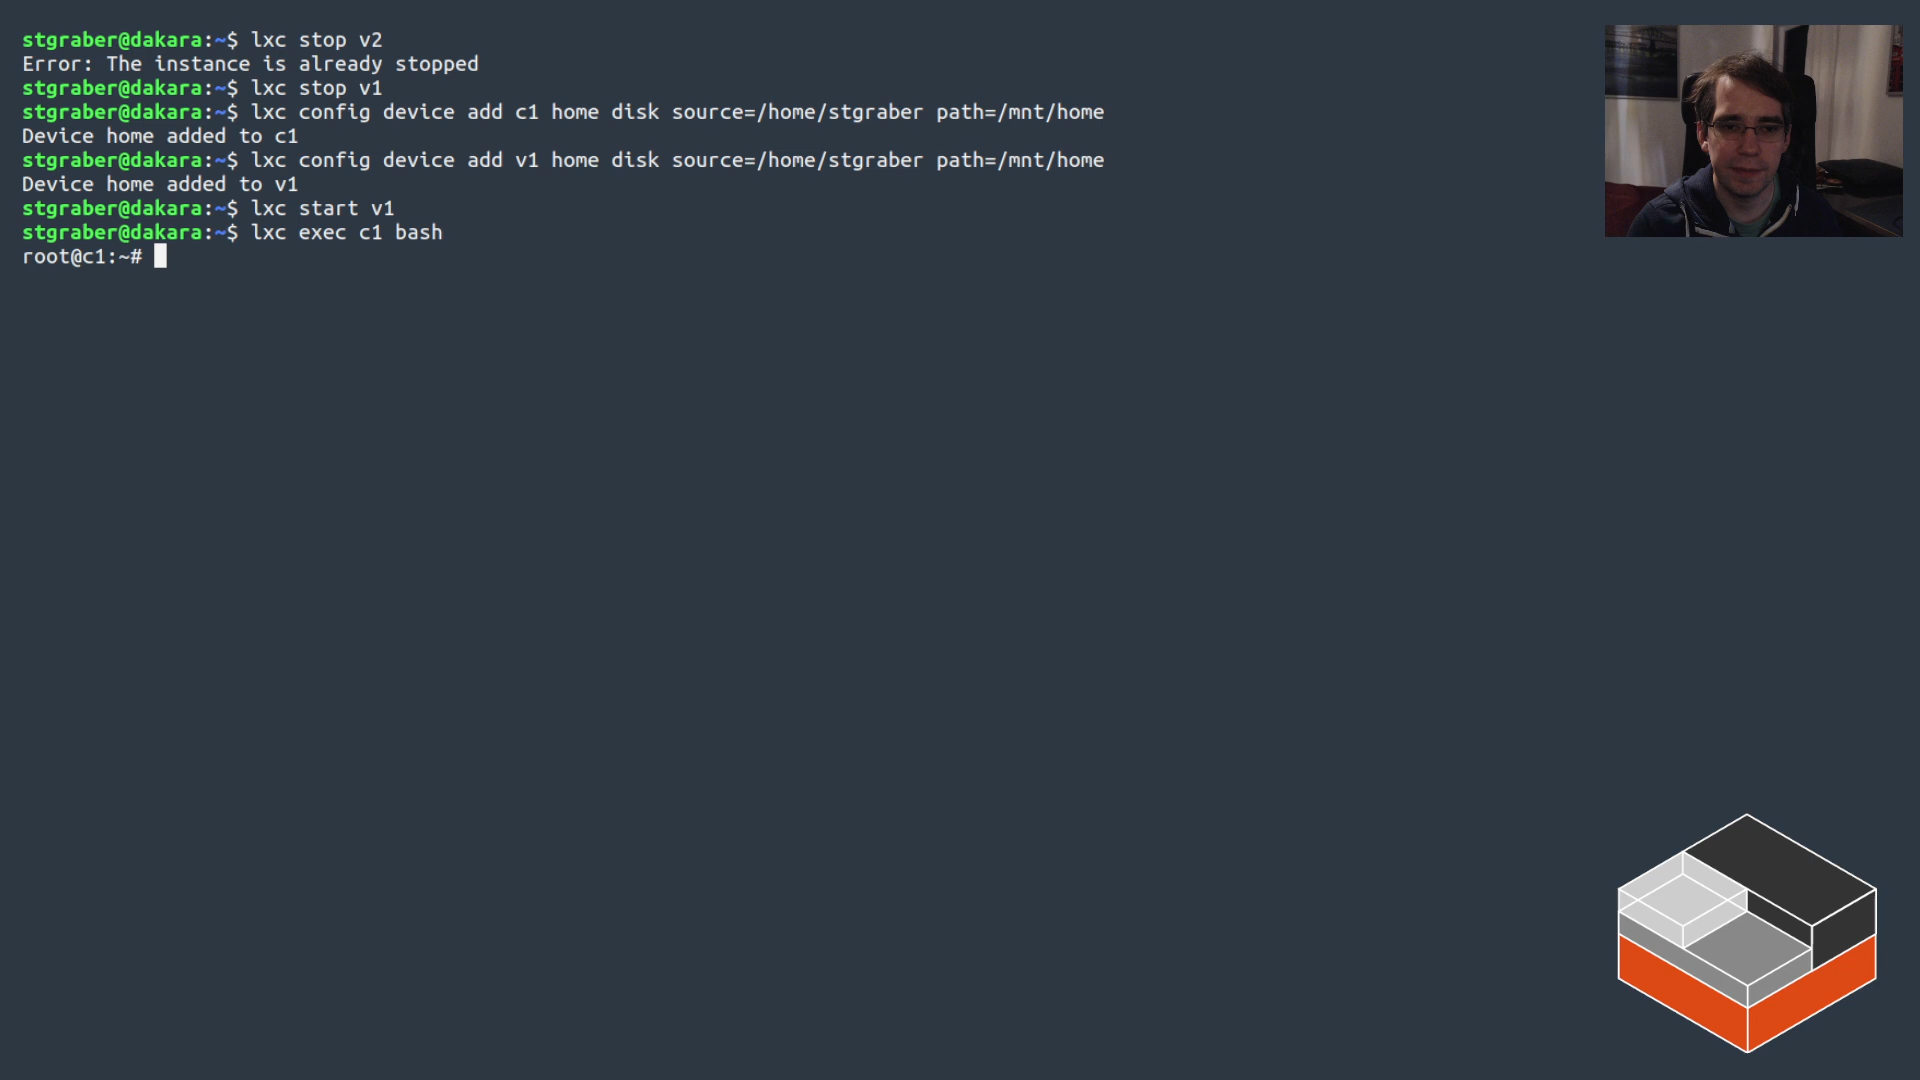 stgraber@dakara:~$ lxc stop v2
Error: The instance is already stopped
stgraber@dakara:~$ lxc stop v1
stgraber@dakara:~$ lxc config device add c1 home disk source=/home/stgraber path=/mnt/home
Device home added to c1
stgraber@dakara:~$ lxc config device add v1 home disk source=/home/stgraber path=/mnt/home
Device home added to v1
stgraber@dakara:~$ lxc start v1
stgraber@dakara:~$ lxc exec c1 bash
root@c1:~#